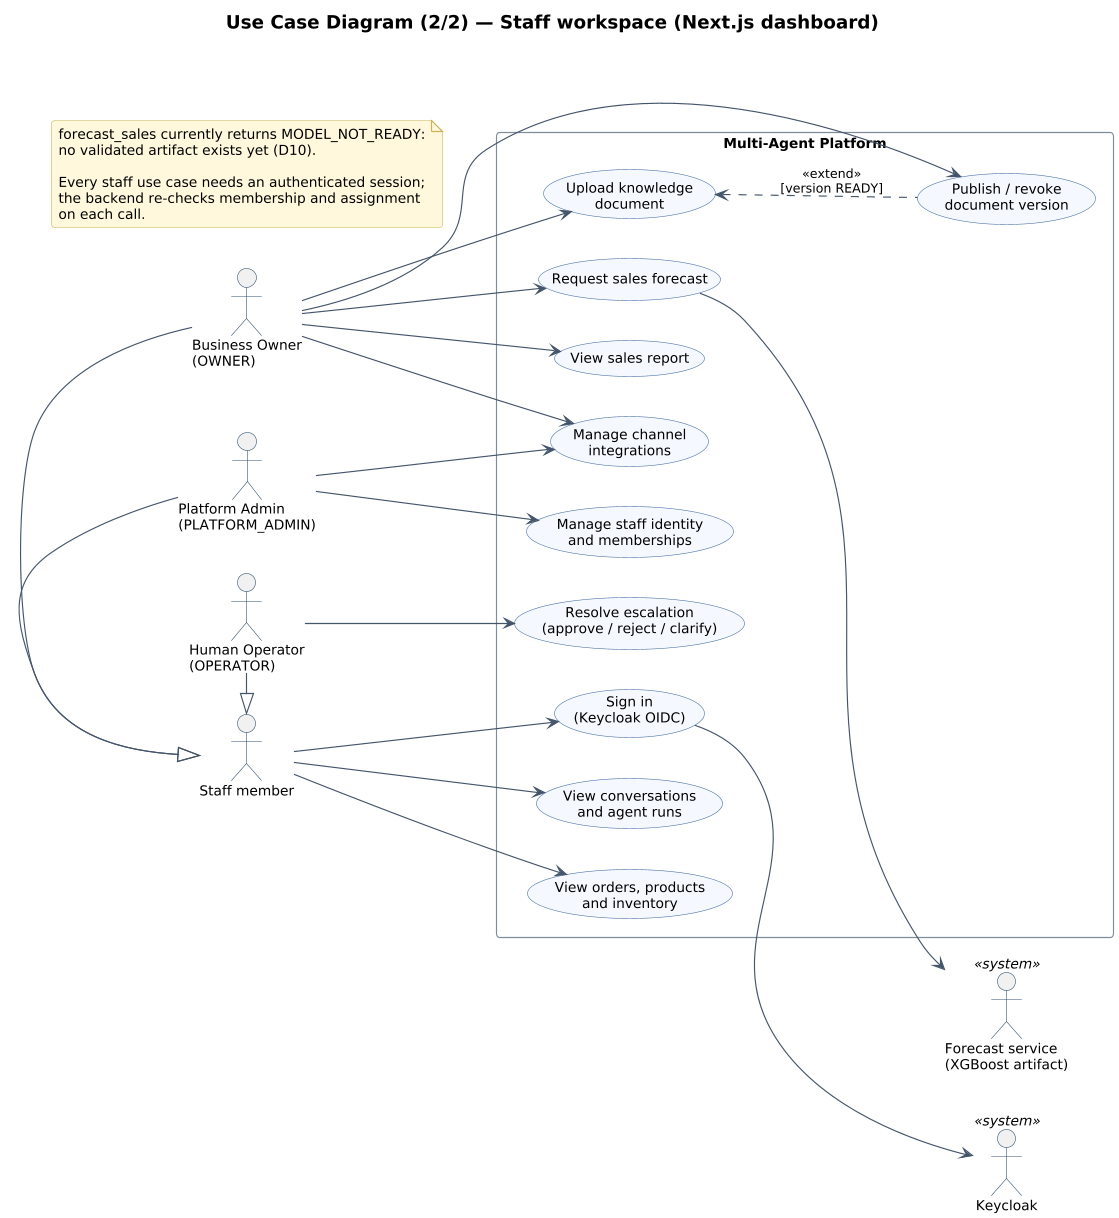 Use Case Diagram (2/2) — Staff workspace (Next.js dashboard)
forecast_sales currently returns MODEL_NOT_READY:
no validated artifact exists yet (D10).
Every staff use case needs an authenticated session;
the backend re-checks membership and assignment
on each call.
Multi-Agent Platform
Upload knowledge
document
«extend»
[version READY]
Publish / revoke
document version
Request sales forecast
Business Owner
(OWNER)
View sales report
Manage channel
integrations
Platform Admin
(PLATFORM_ADMIN)
Manage staff identity
and memberships
Resolve escalation
(approve / reject / clarify)
Human Operator
(OPERATOR)
Sign in
(Keycloak OIDC)
Staff member
View conversations
and agent runs
View orders, products
and inventory
«system»
Forecast service
(XGBoost artifact)
«system»
Keycloak